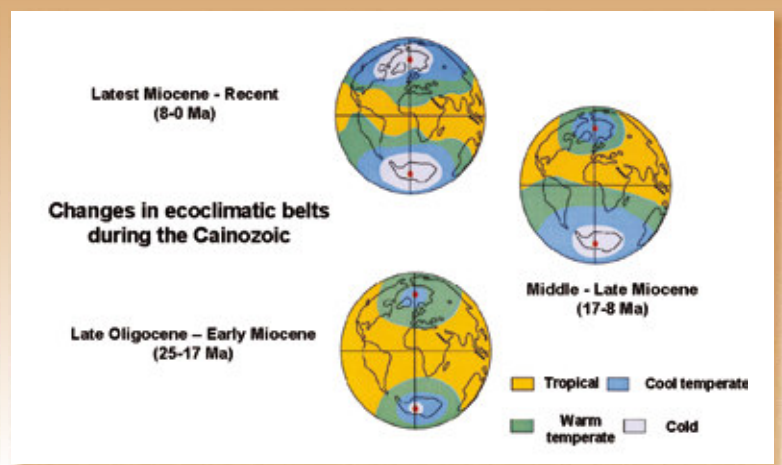 Latest Miocene - Recent
(8-0 Ma)
Changes in ecoclimatic belts
during the Cainozoic
Middle - Late Miocene
(17-8 Ma)
Late Oligocene – Early Miocene
(25-17 Ma)
Tropical
Cool temperate
Warm
temperate
Cold